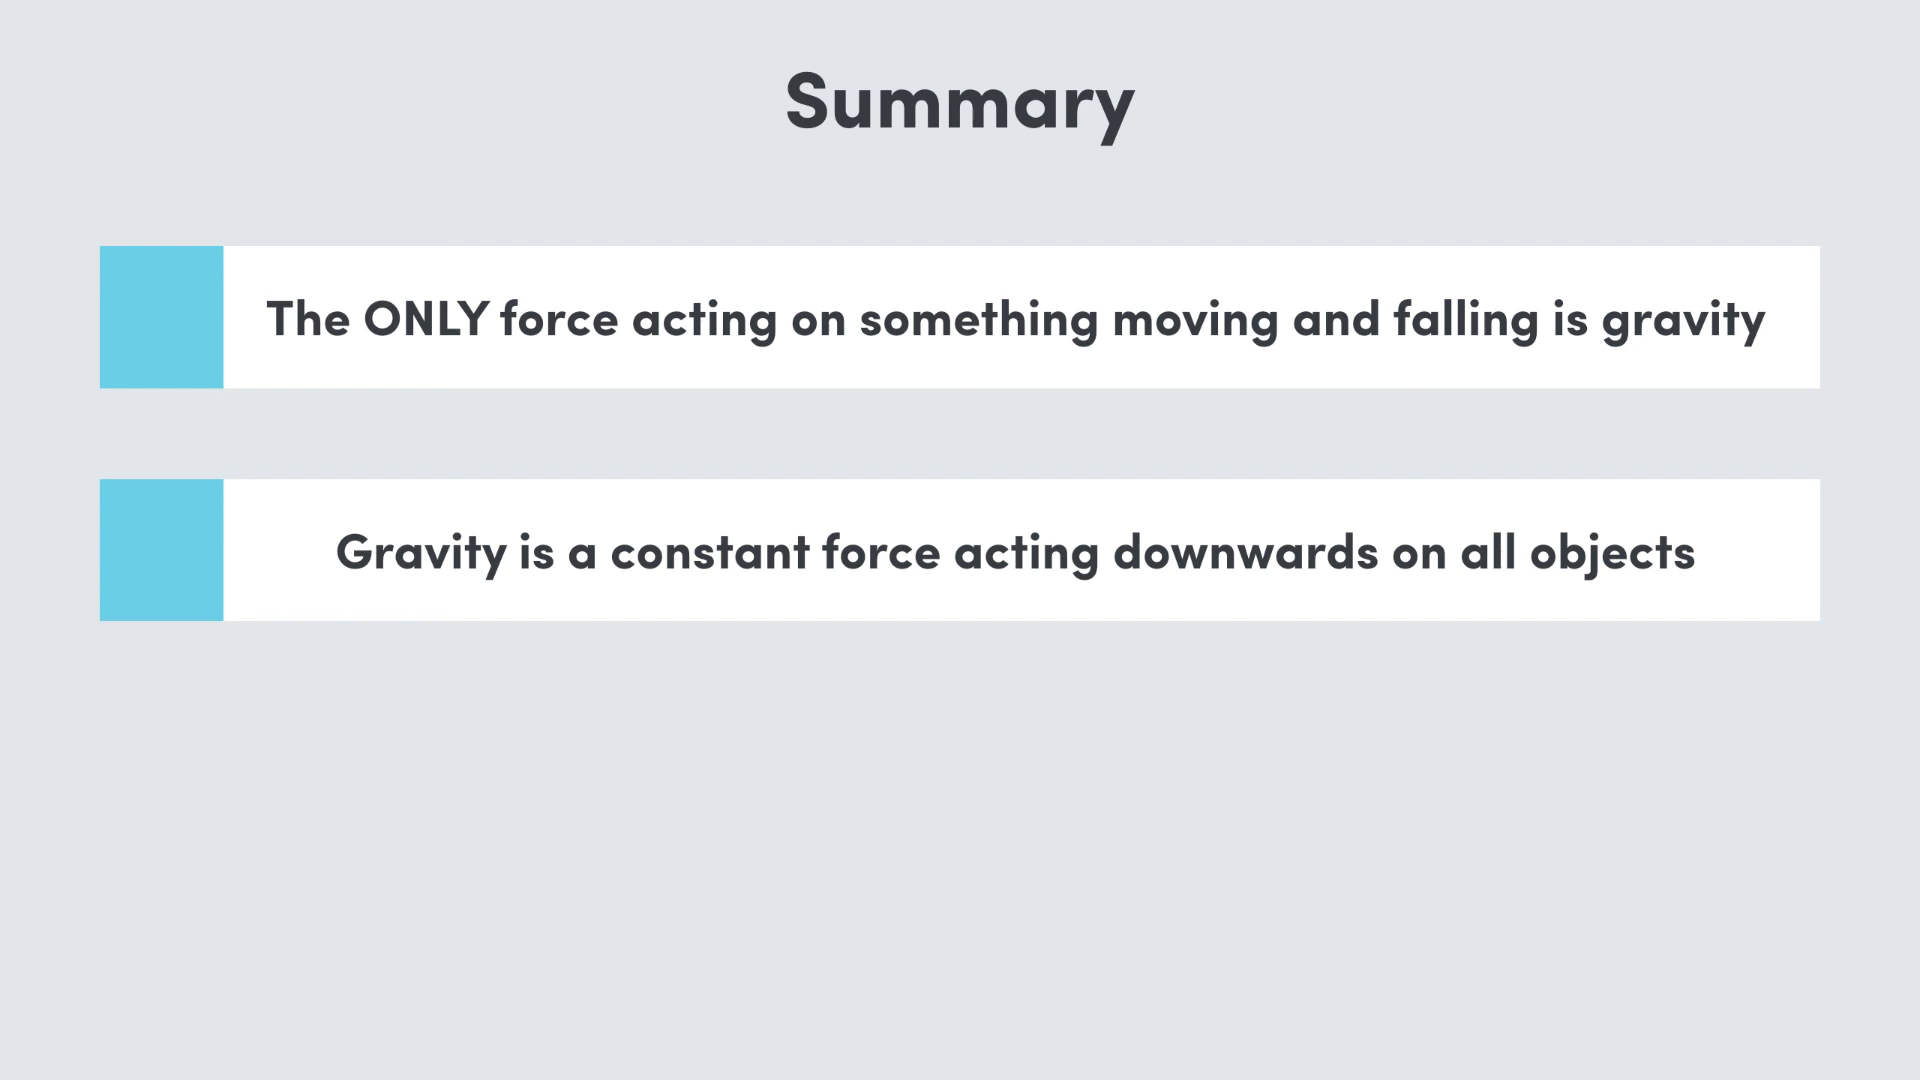 Summary
The ONLY force acting on something moving and falling is gravity
Gravity is a constant force acting downwards on all objects